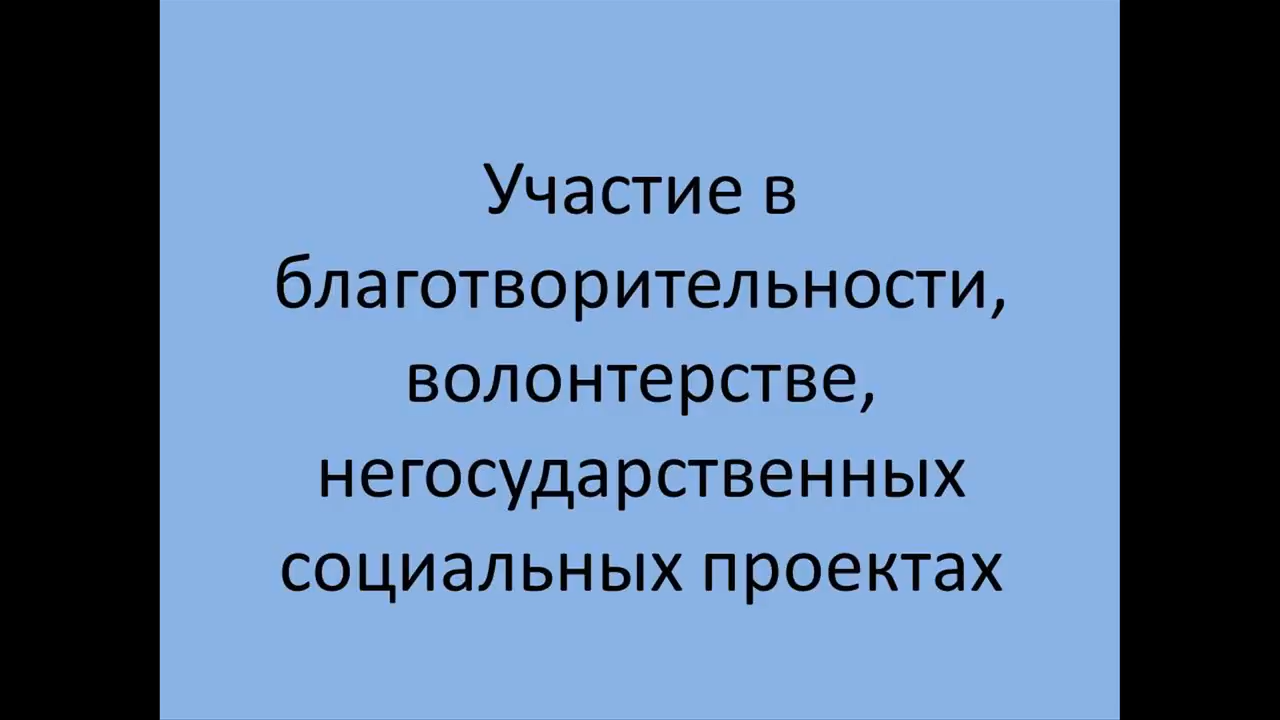 Участие в
благотворительности,
волонтерстве,
негосударственных
социальных проектах